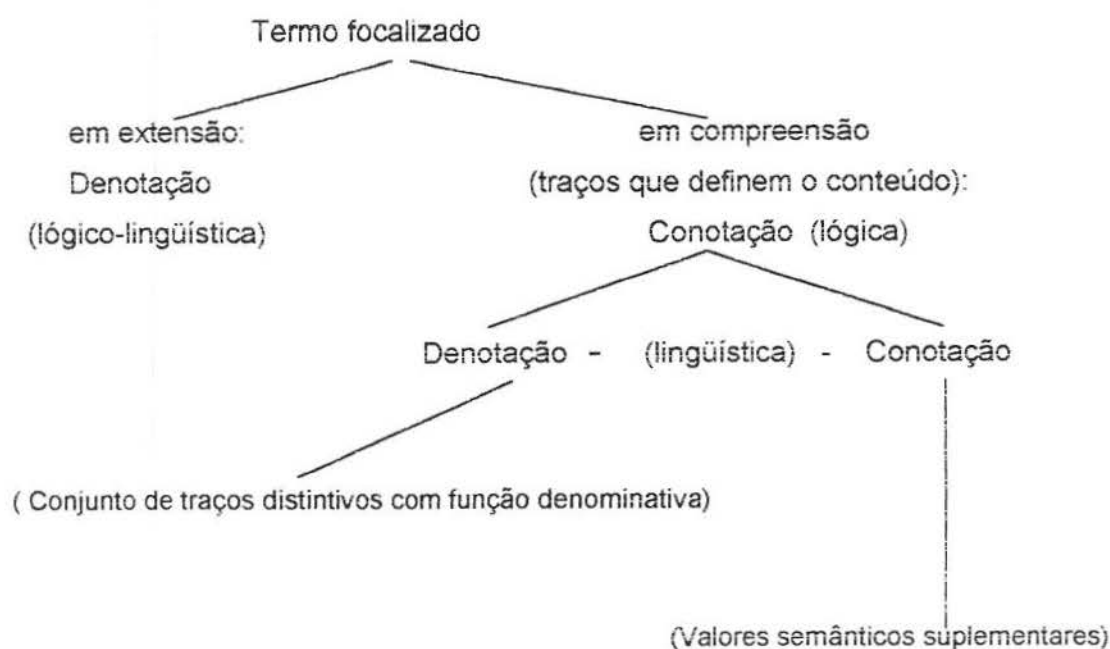 Termo focalizado
em extensão:
Denotação
(lógico-lingüística)
em compreensão
(traços que definem o conteúdo):
Conotação (lógica)
Denotação - (lingüística) - Conotação
( Conjunto de traços distintivos com função denominativa)
(Valores semânticos suplementares)